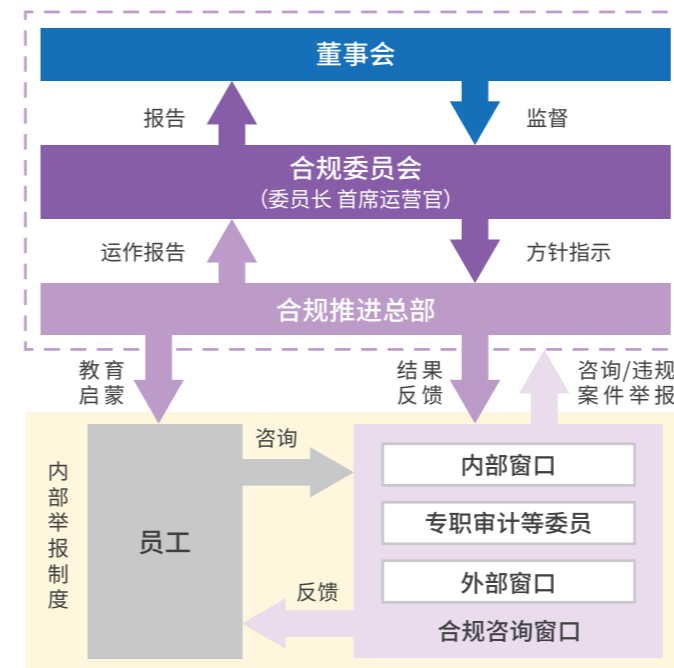 董事会
报告
监督
合规委员会
（委员长 首席运营官）
运作报告
方针指示
合规推进总部
教育
启蒙
结果
反馈
咨询/违规
案件举报
内部举报制度
员工
咨询
内部窗口
专职审计等委员
外部窗口
反馈
合规咨询窗口